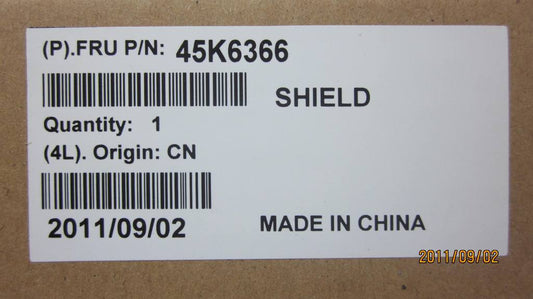 (P).FRU P/N: 45K6366
SHIELD
Quantity: 1
(4L). Origin: CN
2011/09/02
MADE IN CHINA
2011/09/02